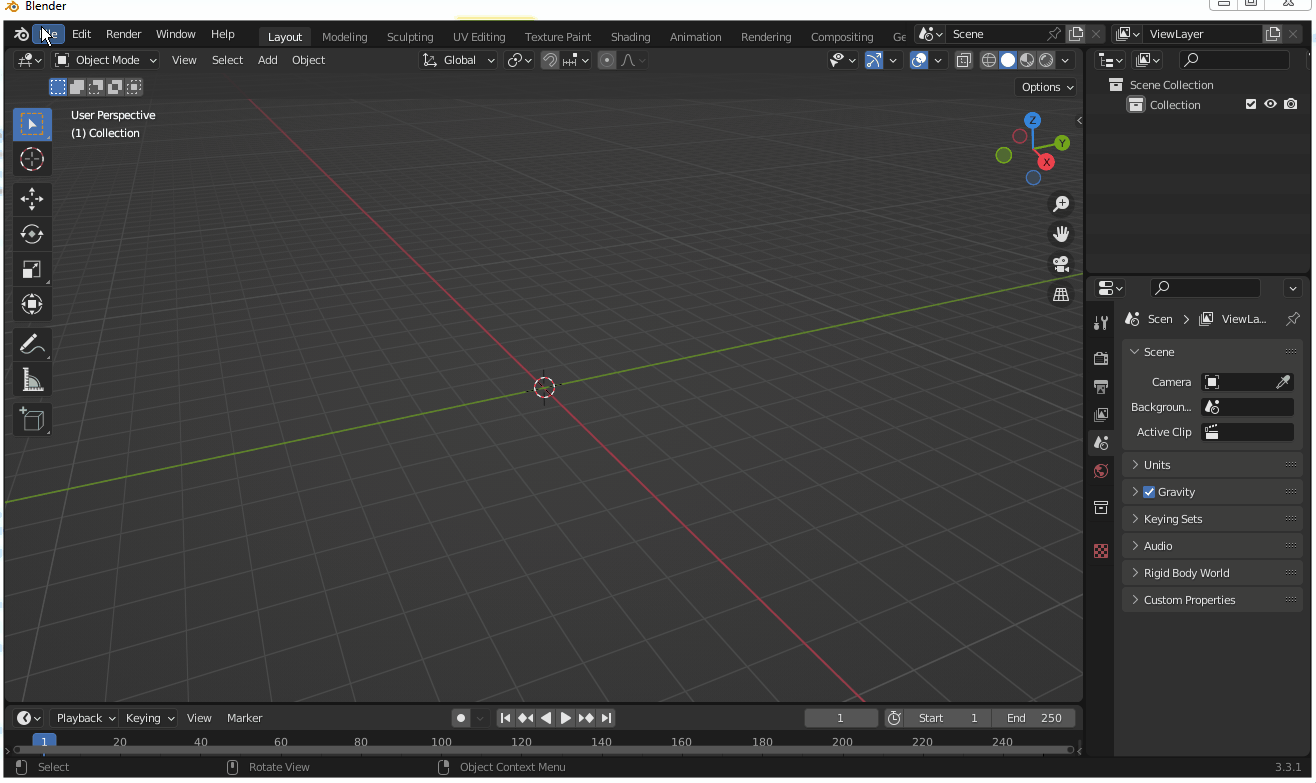 Blender
Edit Render Window Help Layout Modeling Sculpting UV Editing Texture Paint Shading Animation Rendering Compositing Ge Scene ViewLayer
Object Mode View Select Add Object Global
Options
User Perspective
(1) Collection
Z
Y
X
Scene Collection
Collection
Scen ViewLa...
Scene
Camera
Backgroun...
Active Clip
Units
Gravity
Keying Sets
Audio
Rigid Body World
Custom Properties
Playback Keying View Marker 1 Start 1 End 250
1 20 40 60 80 100 120 140 160 180 200 220 240
Select Rotate View Object Context Menu 3.3.1